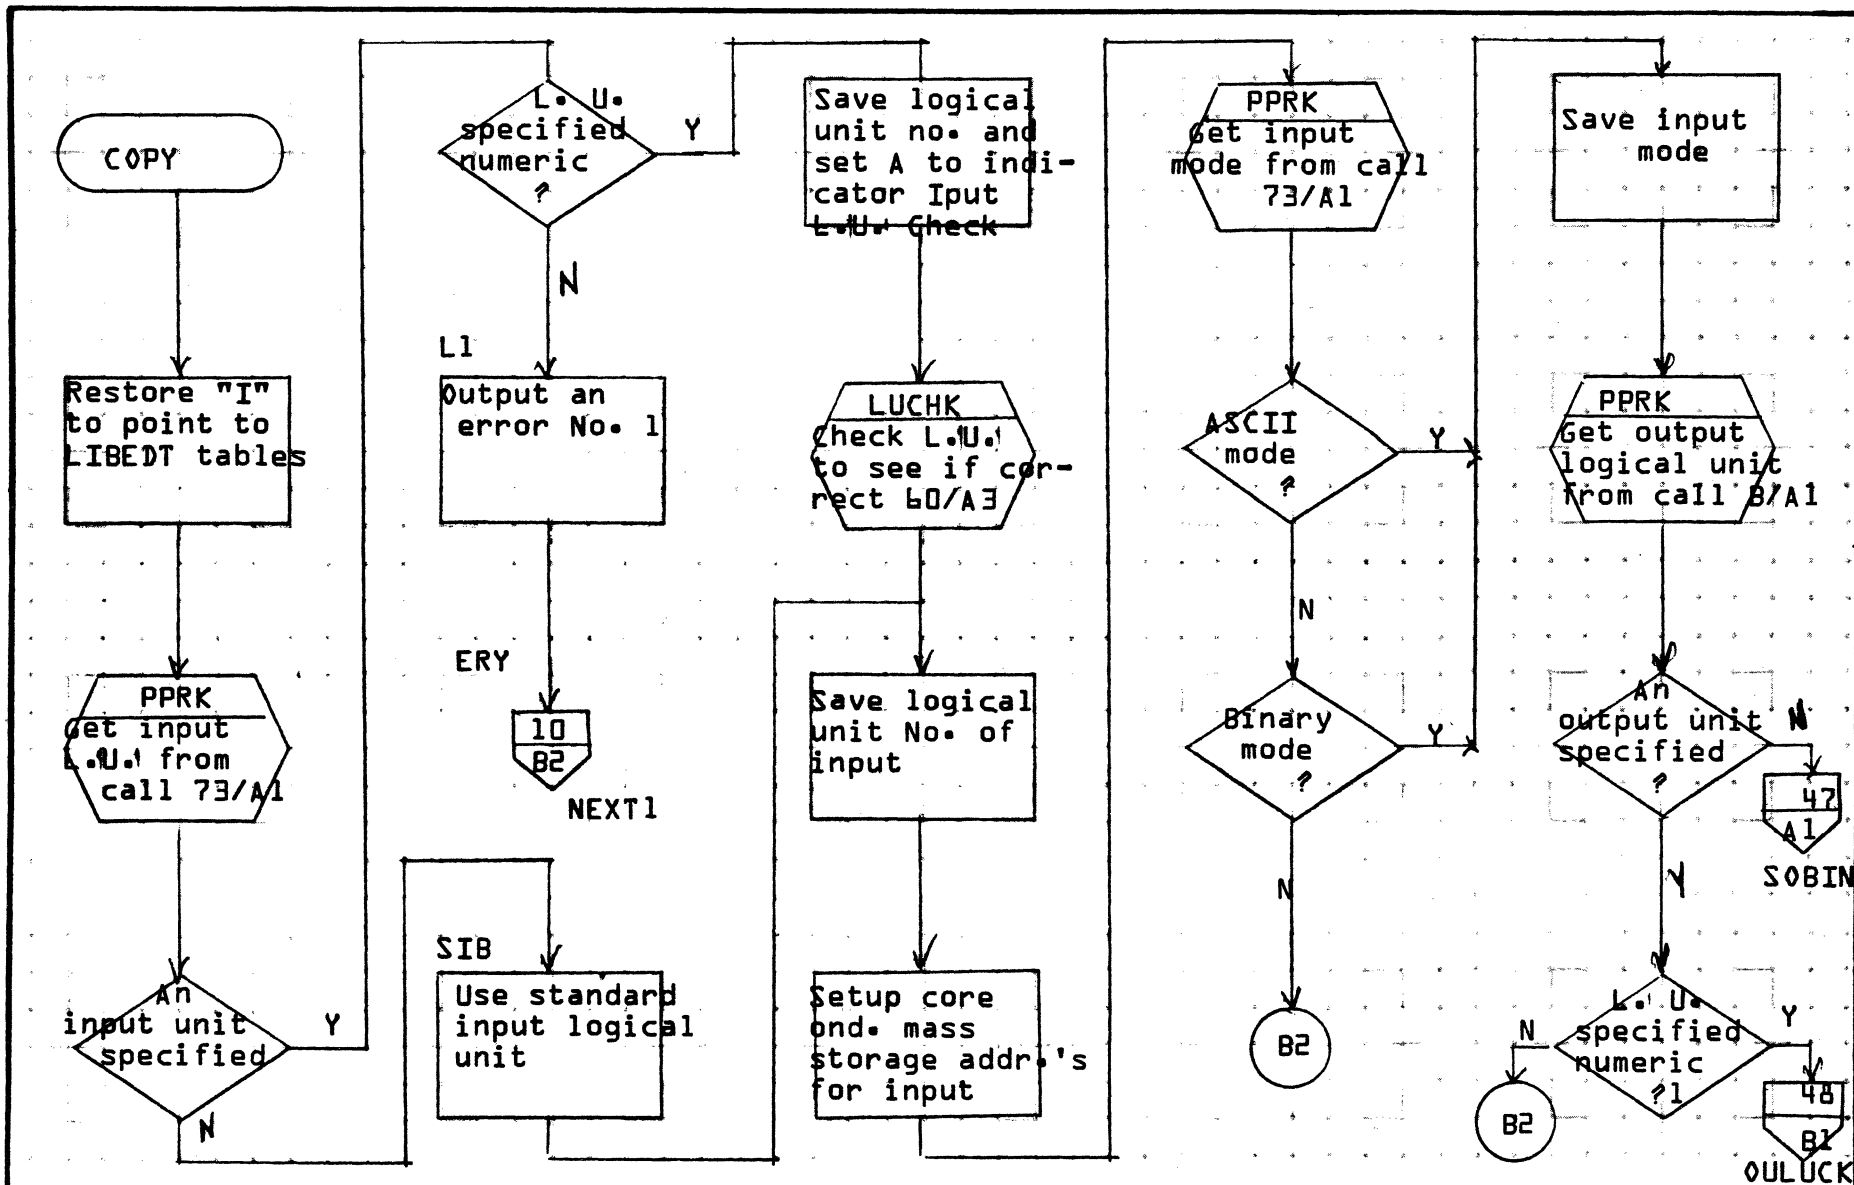 COPY
Restore "I"
to point to
LIBEDT tables
PPRK
Get input
L.U. from
call 73/A1
An
input unit
specified
Y
N
L. U.
specified
numeric
?
Y
N
L1
Output an
error No. 1
ERY
10
B2
NEXT1
SIB
Use standard
input logical
unit
Save logical
unit no. and
set A to indi-
cator Iput
L.U. Check
LUCHK
Check L.U.
to see if cor-
rect 60/A3
Save logical
unit No. of
input
Setup core
ond. mass
storage addr.'s
for input
PPRK
Get input
mode from call
73/A1
ASCII
mode
?
Y
N
Binary
mode
?
Y
N
B2
Save input
mode
PPRK
Get output
logical unit
from call B/A1
An
output unit
specified
?
N
47
A1
SOBIN
Y
L. U.
specified
numeric
?1
N
B2
Y
48
B1
OULUCK